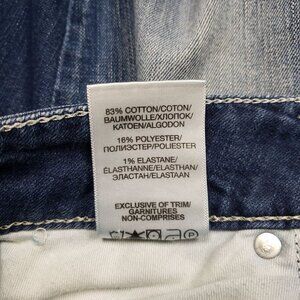 83% COTTON/COTON/
BAUMWOLLE/ХЛОПОК/
KATOEN/ALGODON
16% POLYESTER/
ПОЛИЭСТЕР/POLIESTER
1% ELASTANE/
ÉLASTHANNE/ELASTHAN/
ЭЛАСТАН/ELASTAAN
EXCLUSIVE OF TRIM/
GARNITURES
NON-COMPRISES